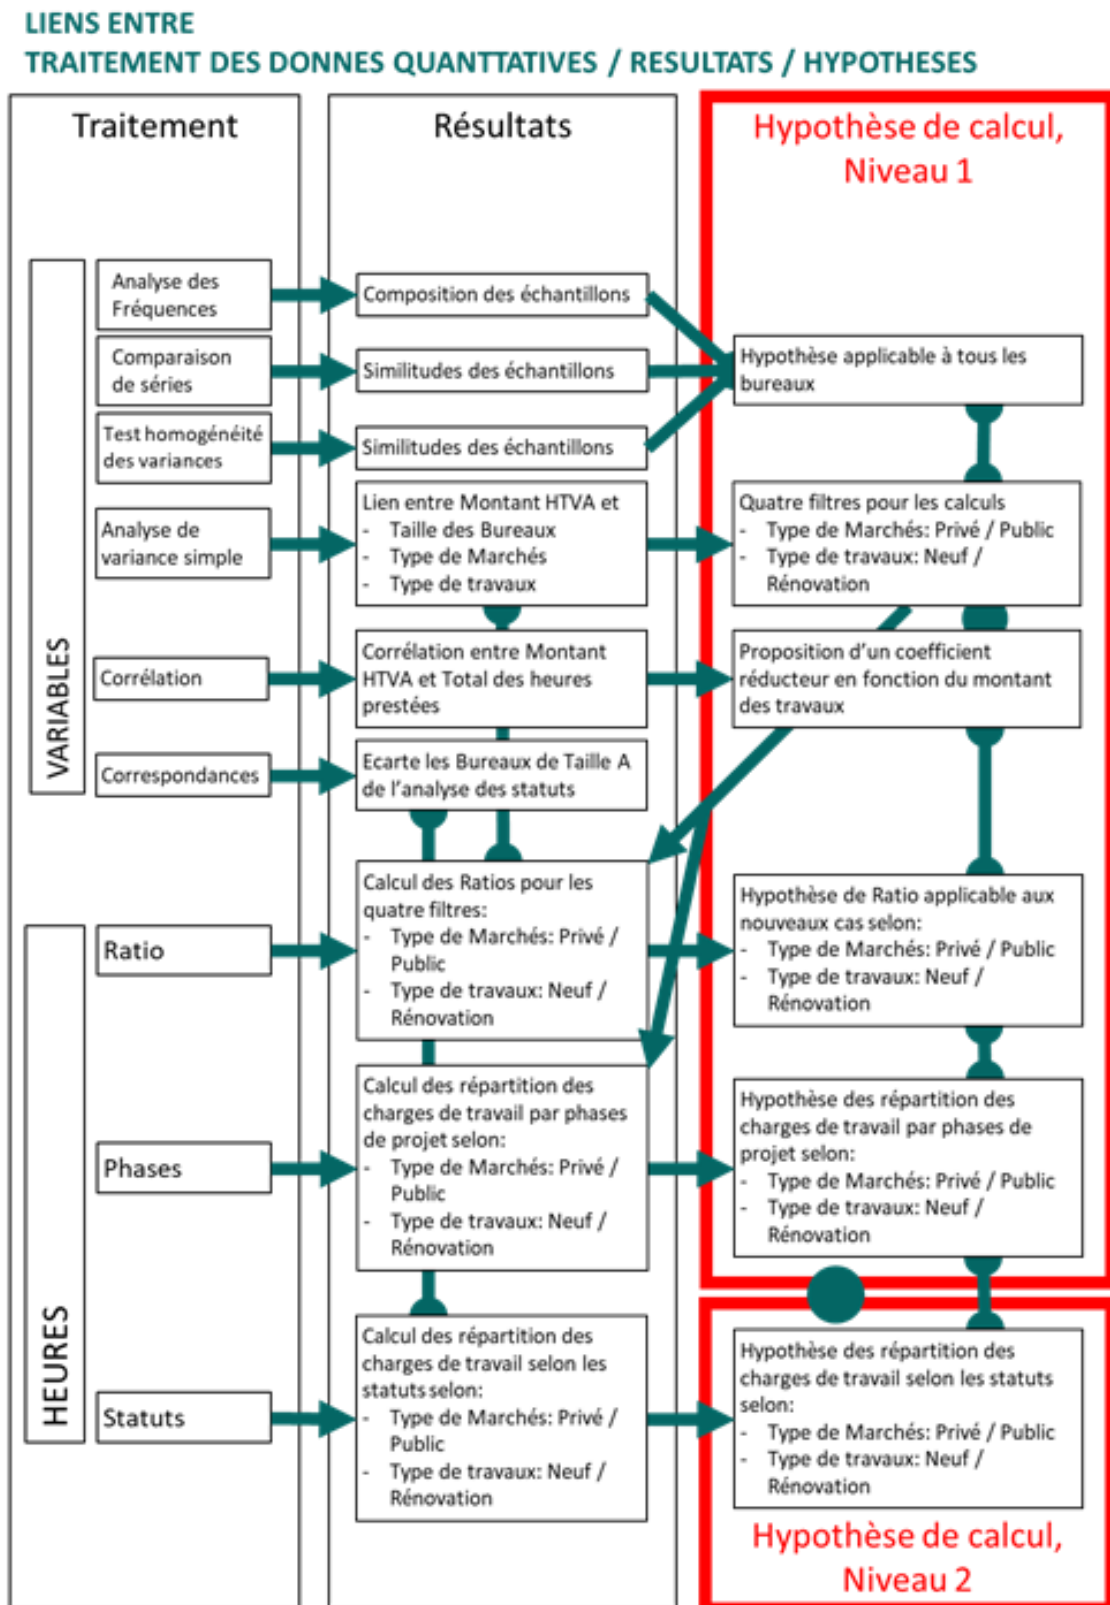 LIENS ENTRE
TRAITEMENT DES DONNES QUANTTATIVES / RESULTATS / HYPOTHESES
Traitement
Résultats
Hypothèse de calcul,
Niveau 1
VARIABLES
Analyse des
Fréquences
Composition des échantillons
Comparaison
de séries
Similitudes des échantillons
Hypothèse applicable à tous les
bureaux
Test homogénéité
des variances
Similitudes des échantillons
Analyse de
variance simple
Lien entre Montant HTVA et
- Taille des Bureaux
- Type de Marchés
- Type de travaux
Quatre filtres pour les calculs
- Type de Marchés: Privé / Public
- Type de travaux: Neuf /
Rénovation
Corrélation
Corrélation entre Montant
HTVA et Total des heures
prestées
Proposition d'un coefficient
réducteur en fonction du montant
des travaux
Correspondances
Ecarte les Bureaux de Taille A
de l'analyse des statuts
HEURES
Ratio
Calcul des Ratios pour les
quatre filtres:
- Type de Marchés: Privé /
Public
- Type de travaux: Neuf /
Rénovation
Hypothèse de Ratio applicable aux
nouveaux cas selon:
- Type de Marchés: Privé / Public
- Type de travaux: Neuf /
Rénovation
Phases
Calcul des répartition des
charges de travail par phases
de projet selon:
- Type de Marchés: Privé /
Public
- Type de travaux: Neuf /
Rénovation
Hypothèse des répartition des
charges de travail par phases de
projet selon:
- Type de Marchés: Privé / Public
- Type de travaux: Neuf /
Rénovation
Statuts
Calcul des répartition des
charges de travail selon les
statuts selon:
- Type de Marchés: Privé /
Public
- Type de travaux: Neuf /
Rénovation
Hypothèse des répartition des
charges de travail selon les statuts
selon:
- Type de Marchés: Privé / Public
- Type de travaux: Neuf /
Rénovation
Hypothèse de calcul,
Niveau 2